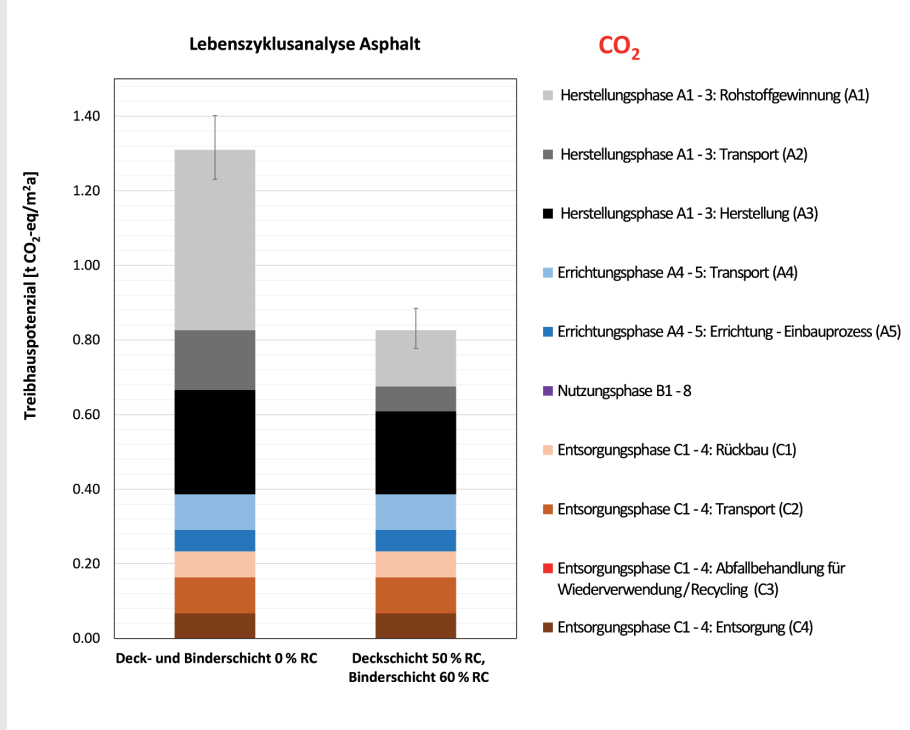 Lebenszyklusanalyse Asphalt
CO₂
Treibhauspotenzial [t CO₂-eq/m²a]
1.40
1.20
1.00
0.80
0.60
0.40
0.20
0.00
Deck- und Binderschicht 0 % RC
Deckschicht 50 % RC,
Binderschicht 60 % RC
Herstellungsphase A1 - 3: Rohstoffgewinnung (A1)
Herstellungsphase A1 - 3: Transport (A2)
Herstellungsphase A1 - 3: Herstellung (A3)
Errichtungsphase A4 - 5: Transport (A4)
Errichtungsphase A4 - 5: Errichtung - Einbauprozess (A5)
Nutzungsphase B1 - 8
Entsorgungsphase C1 - 4: Rückbau (C1)
Entsorgungsphase C1 - 4: Transport (C2)
Entsorgungsphase C1 - 4: Abfallbehandlung für
Wiederverwendung/Recycling (C3)
Entsorgungsphase C1 - 4: Entsorgung (C4)